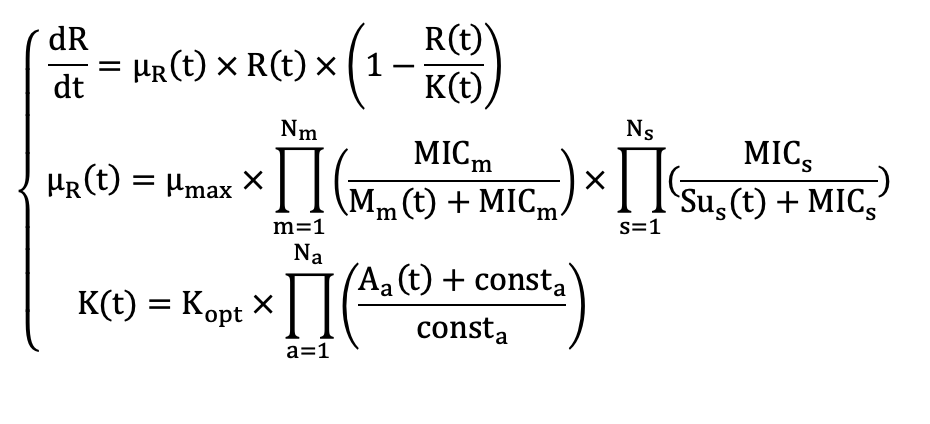 dR/dt = μ_R(t) × R(t) × (1 − R(t)/K(t))
μ_R(t) = μ_max × ∏_{m=1}^{N_m} (MIC_m/(M_m(t) + MIC_m)) × ∏_{s=1}^{N_s} (MIC_s/(Su_s(t) + MIC_s))
K(t) = K_opt × ∏_{a=1}^{N_a} ((A_a(t) + const_a)/const_a)